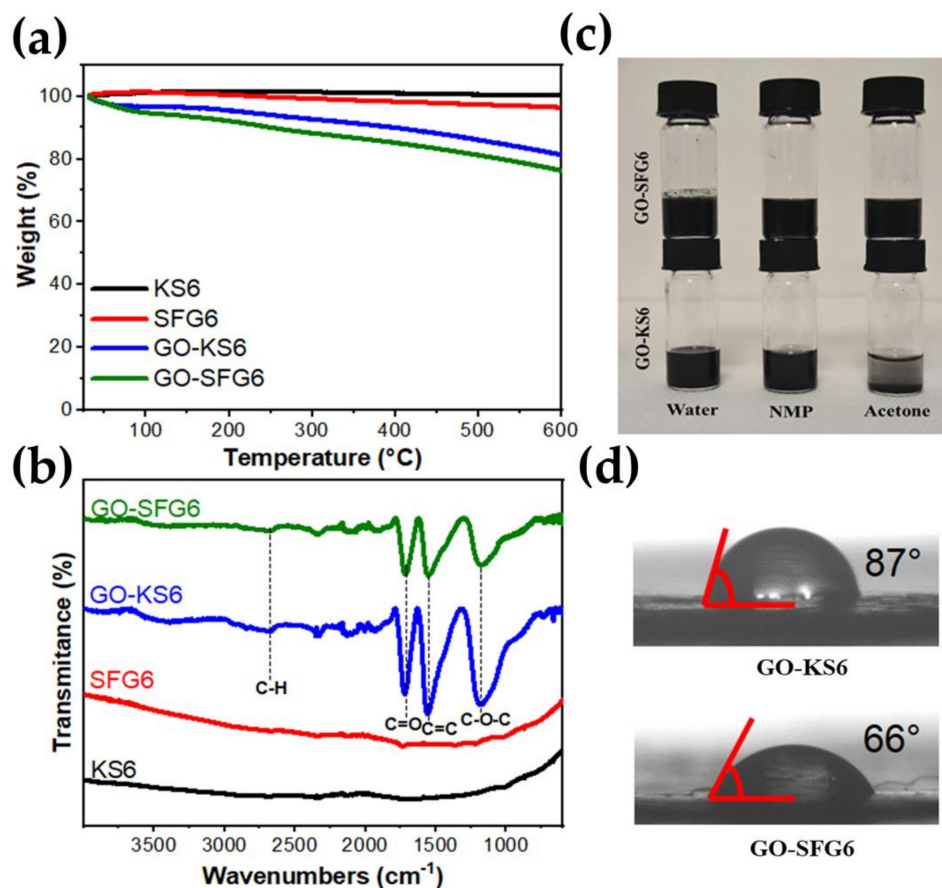 (a)
100
80
60
40
20
0
Weight (%)
KS6
SFG6
GO-KS6
GO-SFG6
100 200 300 400 500 600
Temperature (°C)
(b)
GO-SFG6
GO-KS6
C-H
SFG6
C=O
C=C
C-O-C
KS6
Transmitance (%)
3500 3000 2500 2000 1500 1000
Wavenumbers (cm⁻¹)
(c)
GO-SFG6
GO-KS6
Water NMP Acetone
(d)
87°
GO-KS6
66°
GO-SFG6